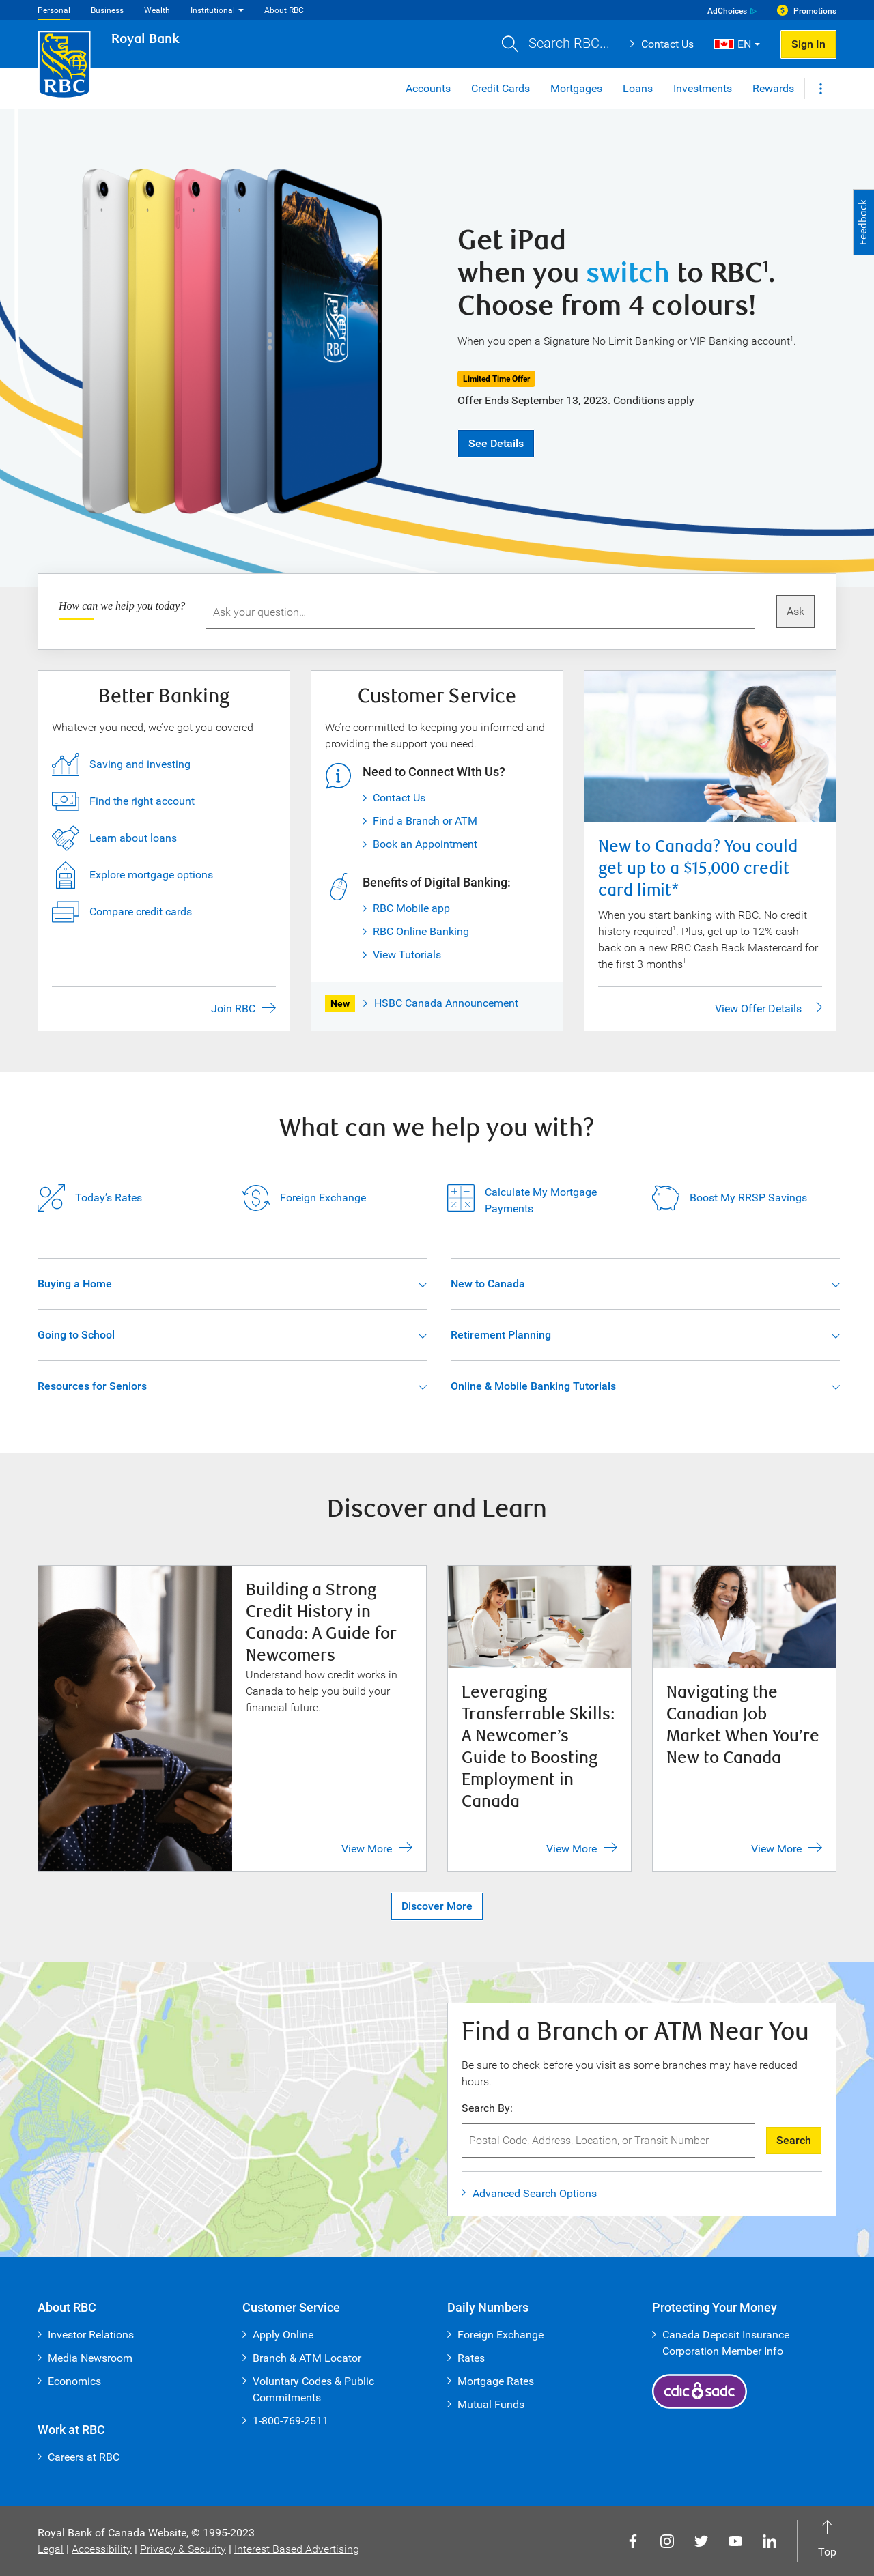 Personal Business Wealth Institutional About RBC AdChoices Promotions
Royal Bank
RBC
Search RBC... Contact Us EN Sign In
Accounts Credit Cards Mortgages Loans Investments Rewards
Feedback
RBC
Get iPad
when you switch to RBC¹.
Choose from 4 colours!
When you open a Signature No Limit Banking or VIP Banking account¹.
Limited Time Offer
Offer Ends September 13, 2023. Conditions apply
See Details
How can we help you today?
Ask your question...
Ask
Better Banking
Whatever you need, we've got you covered
Saving and investing
Find the right account
Learn about loans
Explore mortgage options
Compare credit cards
Join RBC
Customer Service
We're committed to keeping you informed and
providing the support you need.
Need to Connect With Us?
Contact Us
Find a Branch or ATM
Book an Appointment
Benefits of Digital Banking:
RBC Mobile app
RBC Online Banking
View Tutorials
New HSBC Canada Announcement
New to Canada? You could
get up to a $15,000 credit
card limit*
When you start banking with RBC. No credit
history required¹. Plus, get up to 12% cash
back on a new RBC Cash Back Mastercard for
the first 3 months†
View Offer Details
What can we help you with?
Today's Rates
Foreign Exchange
Calculate My Mortgage
Payments
Boost My RRSP Savings
Buying a Home
New to Canada
Going to School
Retirement Planning
Resources for Seniors
Online & Mobile Banking Tutorials
Discover and Learn
Building a Strong
Credit History in
Canada: A Guide for
Newcomers
Understand how credit works in
Canada to help you build your
financial future.
View More
Leveraging
Transferrable Skills:
A Newcomer's
Guide to Boosting
Employment in
Canada
View More
Navigating the
Canadian Job
Market When You're
New to Canada
View More
Discover More
Find a Branch or ATM Near You
Be sure to check before you visit as some branches may have reduced
hours.
Search By:
Postal Code, Address, Location, or Transit Number
Search
Advanced Search Options
About RBC
Investor Relations
Media Newsroom
Economics
Work at RBC
Careers at RBC
Customer Service
Apply Online
Branch & ATM Locator
Voluntary Codes & Public
Commitments
1-800-769-2511
Daily Numbers
Foreign Exchange
Rates
Mortgage Rates
Mutual Funds
Protecting Your Money
Canada Deposit Insurance
Corporation Member Info
cdic sadc
Royal Bank of Canada Website, © 1995-2023
Legal | Accessibility | Privacy & Security | Interest Based Advertising
Top